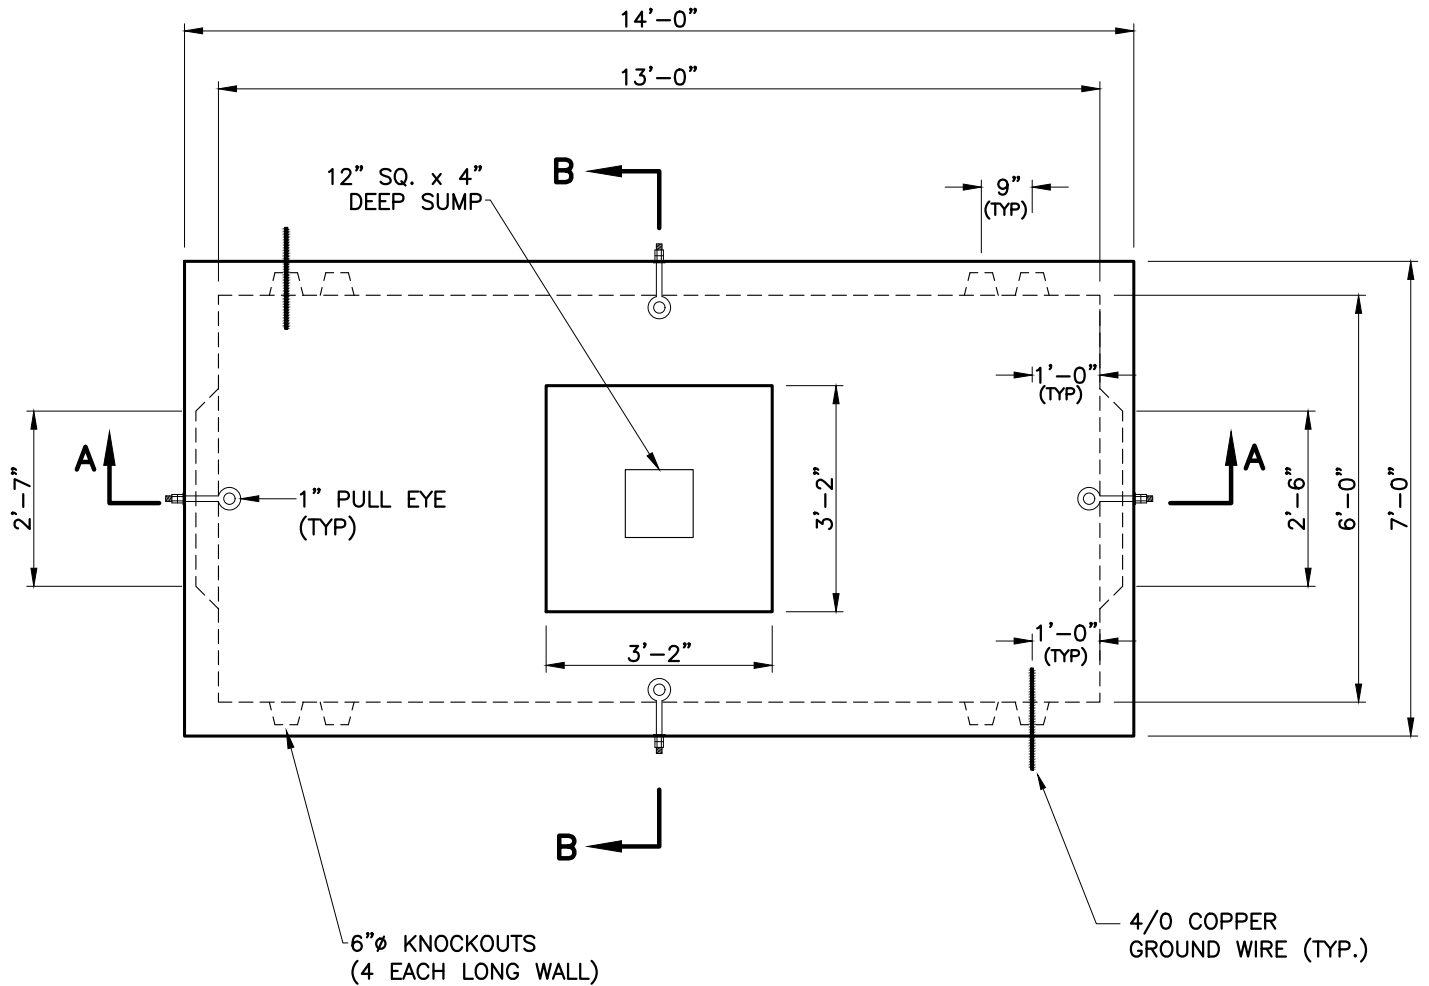 14'-0"
13'-0"
12" SQ. x 4"
DEEP SUMP
B
9"
(TYP)
1'-0"
(TYP)
A
A
2'-7"
1" PULL EYE
(TYP)
3'-2"
2'-6"
6'-0"
7'-0"
3'-2"
1'-0"
(TYP)
B
6"ø KNOCKOUTS
(4 EACH LONG WALL)
4/0 COPPER
GROUND WIRE (TYP.)